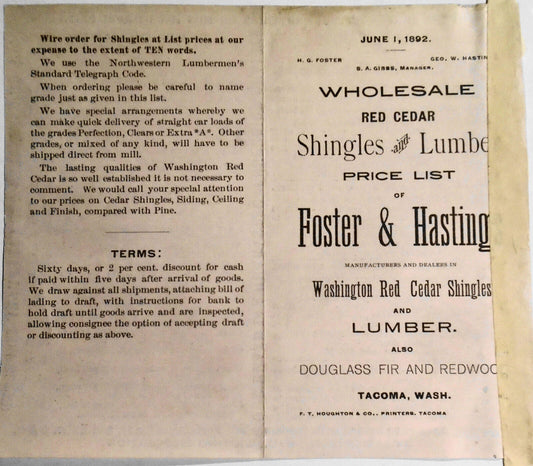 Wire order for Shingles at List prices at our
expense to the extent of TEN words.
We use the Northwestern Lumbermen's
Standard Telegraph Code.
When ordering please be careful to name
grade just as given in this list.
We have special arrangements whereby we
can make quick delivery of straight car loads of
the grades Perfection, Clears or Extra *A*. Other
grades, or mixed of any kind, will have to be
shipped direct from mill.
The lasting qualities of Washington Red
Cedar is so well established it is not necessary to
comment. We would call your special attention
to our prices on Cedar Shingles, Siding, Ceiling
and Finish, compared with Pine.
TERMS:
Sixty days, or 2 per cent. discount for cash
if paid within five days after arrival of goods.
We draw against all shipments, attaching bill of
lading to draft, with instructions for bank to
hold draft until goods arrive and are inspected,
allowing consignee the option of accepting draft
or discounting as above.
JUNE 1, 1892.
H. G. FOSTER GEO. W. HASTIN
S. A. GIBBS, MANAGER.
WHOLESALE
RED CEDAR
Shingles and Lumbe
PRICE LIST
OF
Foster & Hasting
MANUFACTURERS AND DEALERS IN
Washington Red Cedar Shingles
AND
LUMBER.
ALSO
DOUGLASS FIR AND REDWOO
TACOMA, WASH.
F. T. HOUGHTON & CO., PRINTERS, TACOMA